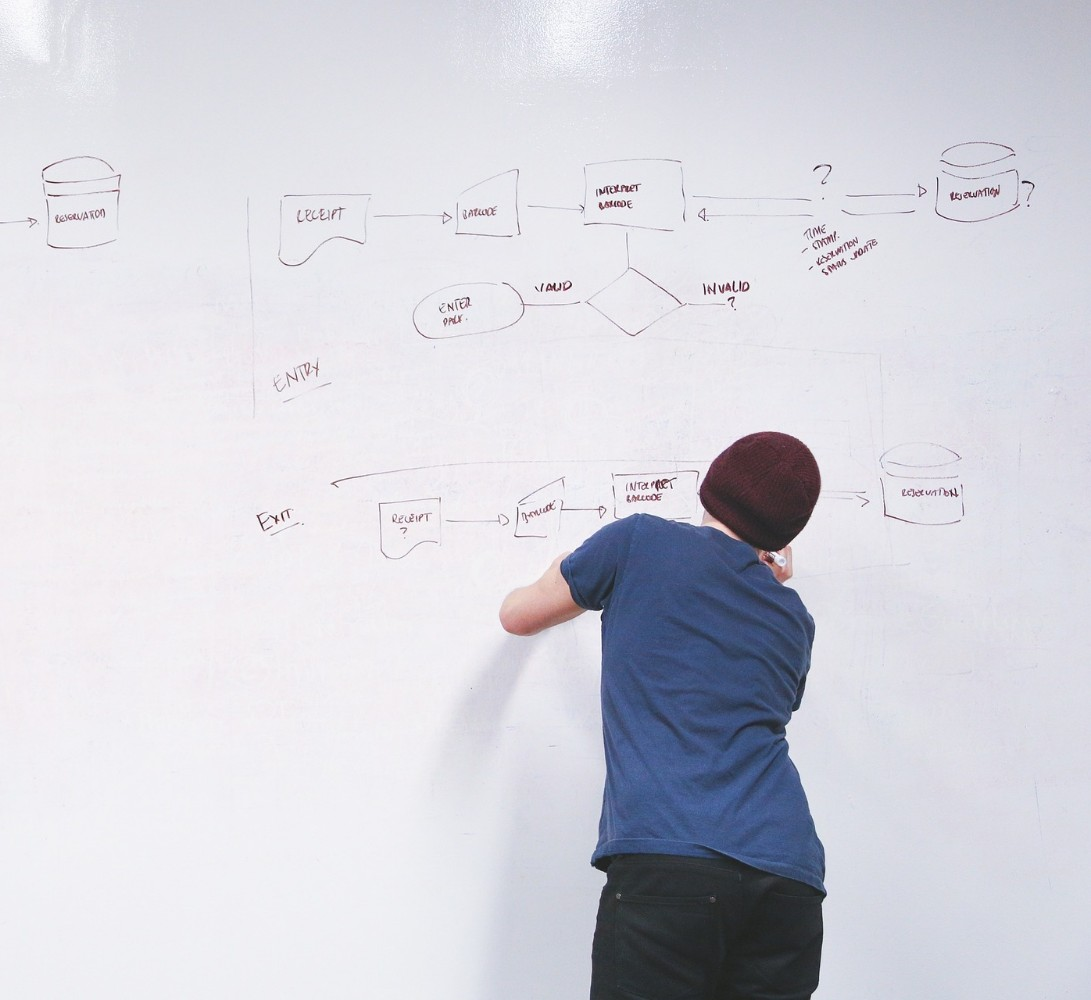 RESERVATION
RECEIPT
BARCODE
INTERPRET
BARCODE
?
RESERVATION
?
TIME
- STAMP.
- RESERVATION
STATUS UPDATE
ENTER
PARK.
VALID
INVALID
?
ENTRY
EXIT.
RECEIPT
?
BARCODE
INTERPRET
BARCODE
RESERVATION